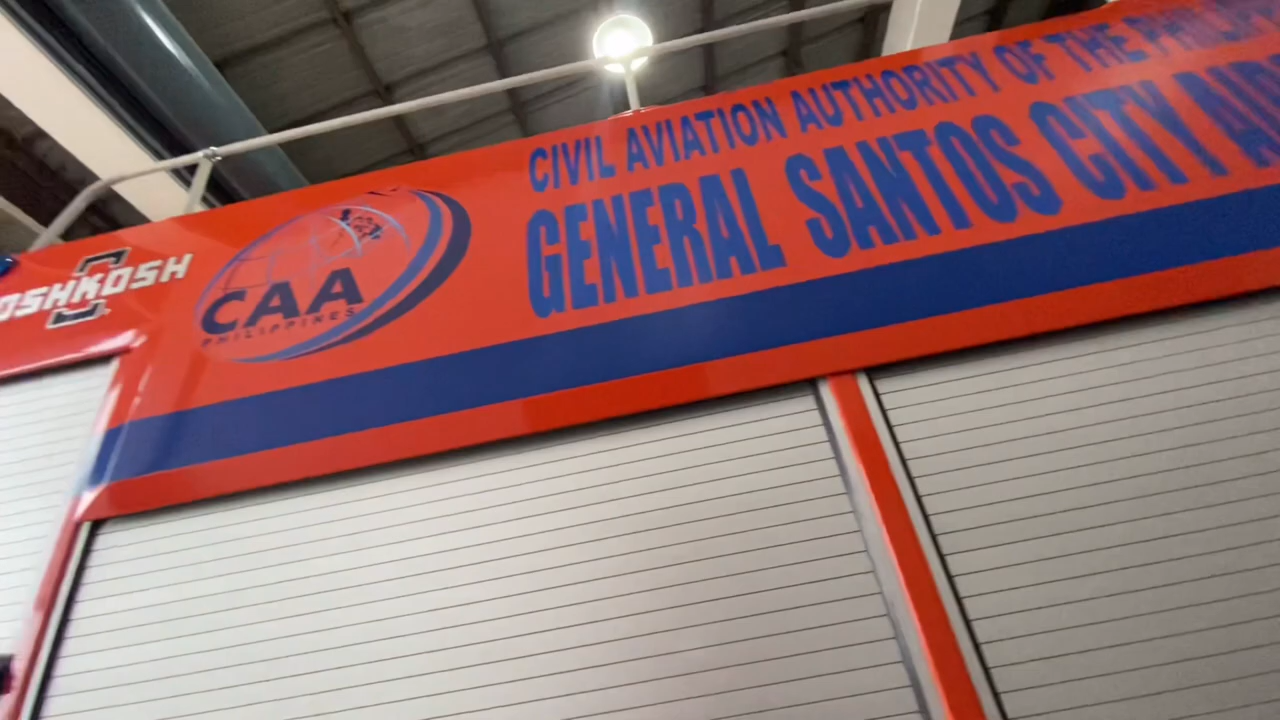 OSHKOSH
CAA
PHILIPPINES
CIVIL AVIATION AUTHORITY OF THE
GENERAL SANTOS CITY